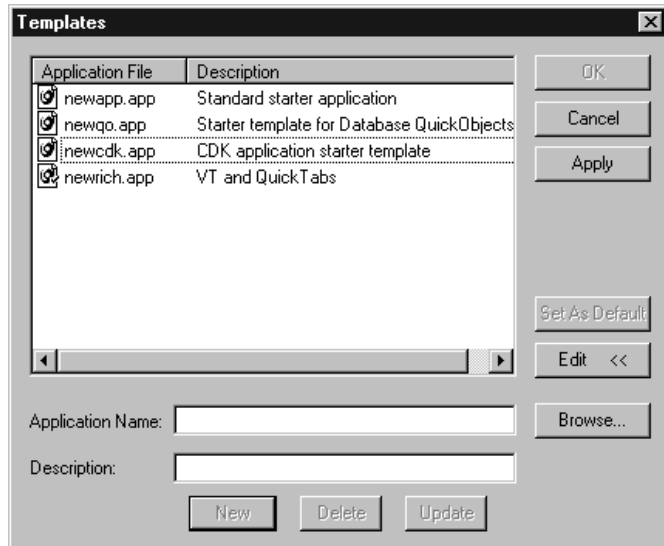 Templates
Application File Description
newapp.app Standard starter application
newqo.app Starter template for Database QuickObjects
newcdk.app CDK application starter template
newrich.app VT and QuickTabs
OK
Cancel
Apply
Set As Default
Edit <<
Application Name:
Browse...
Description:
New Delete Update